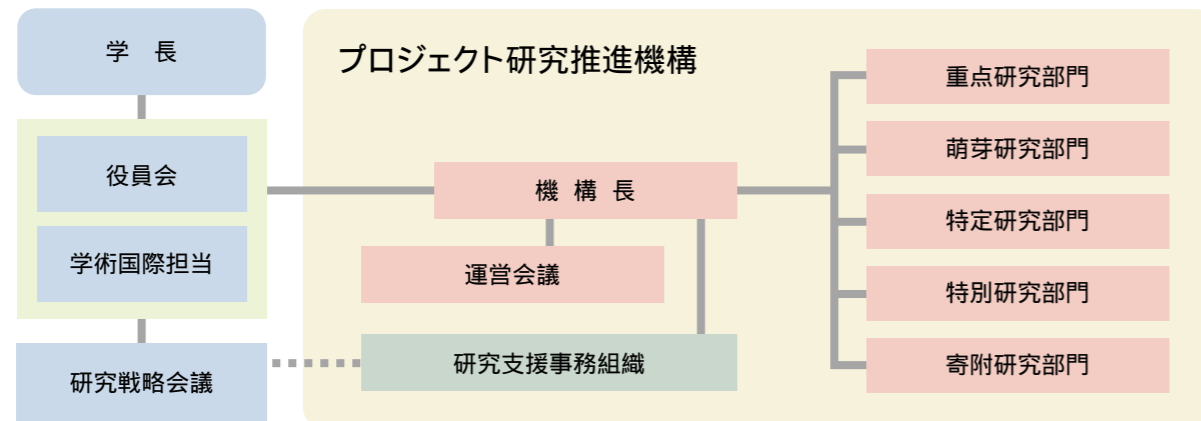 学 長
役員会
学術国際担当
研究戦略会議
プロジェクト研究推進機構
機 構 長
運営会議
研究支援事務組織
重点研究部門
萌芽研究部門
特定研究部門
特別研究部門
寄附研究部門